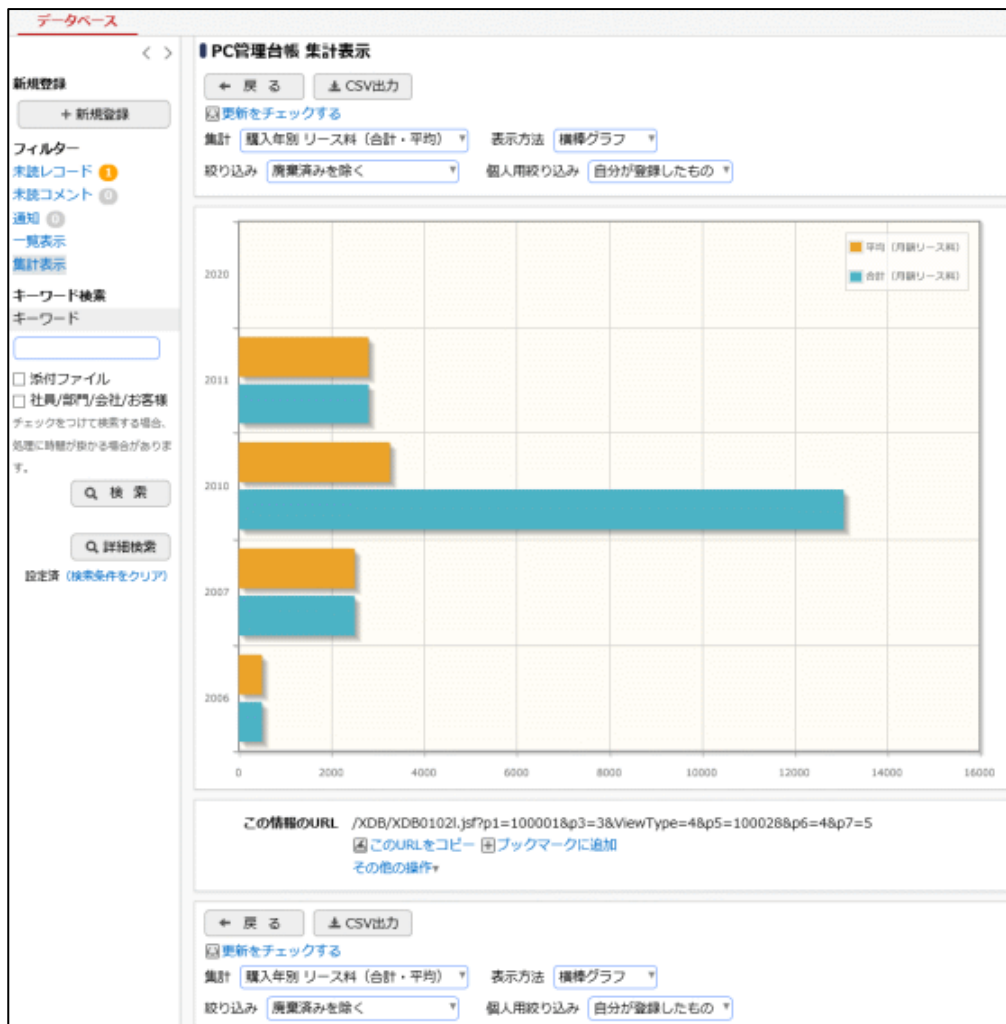 データベース
< >
新規登録
+ 新規登録
フィルター
未読レコード 1
未読コメント 0
通知 0
一覧表示
集計表示
キーワード検索
キーワード
添付ファイル
社員/部門/会社/お客様
チェックをつけて検索する場合、
処理に時間が掛かる場合がありま
す。
検 索
詳細検索
設定済 (検索条件をクリア)
PC管理台帳 集計表示
← 戻 る CSV出力
更新をチェックする
集計 購入年別 リース料（合計・平均） 表示方法 横棒グラフ
絞り込み 廃棄済みを除く 個人用絞り込み 自分が登録したもの
平均（月額リース料）
合計（月額リース料）
2020
2011
2010
2007
2006
0 2000 4000 6000 8000 10000 12000 14000 16000
この情報のURL /XDB/XDB0102l.jsf?p1=100001&p3=3&ViewType=4&p5=100028&p6=4&p7=5
このURLをコピー ブックマークに追加
その他の操作▾
← 戻 る CSV出力
更新をチェックする
集計 購入年別 リース料（合計・平均） 表示方法 横棒グラフ
絞り込み 廃棄済みを除く 個人用絞り込み 自分が登録したもの